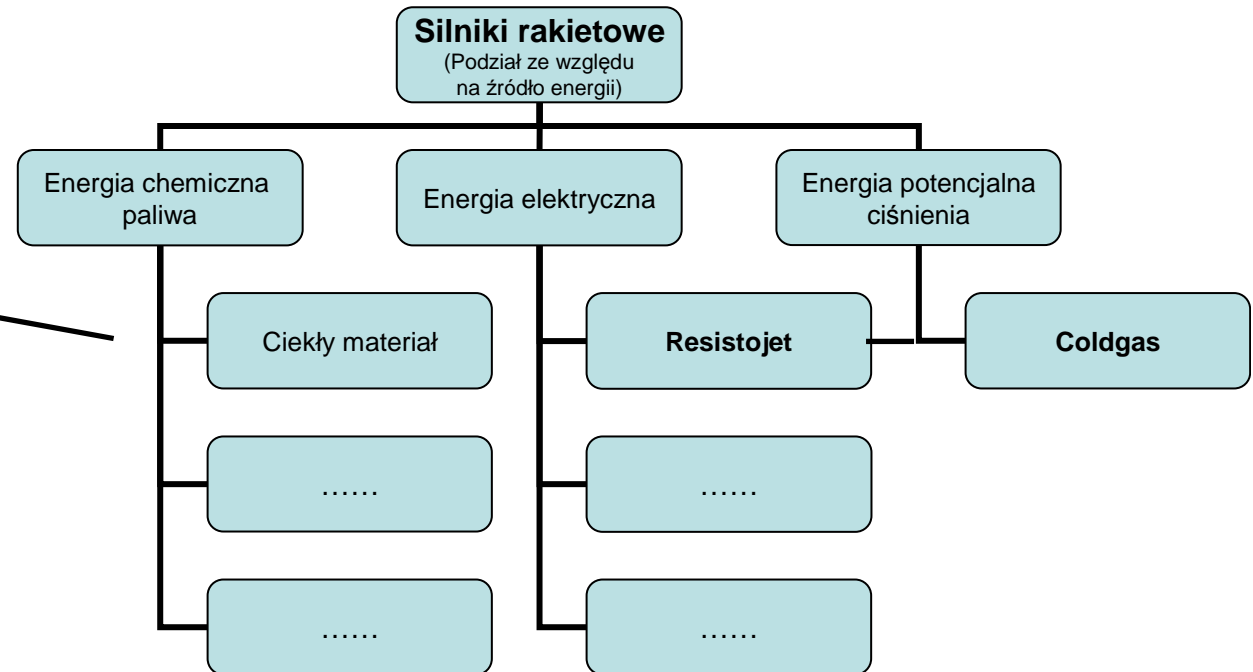 Silniki rakietowe
(Podział ze względu
na źródło energii)
Energia chemiczna
paliwa
Energia elektryczna
Energia potencjalna
ciśnienia
Ciekły materiał
Resistojet
Coldgas
......
......
......
......